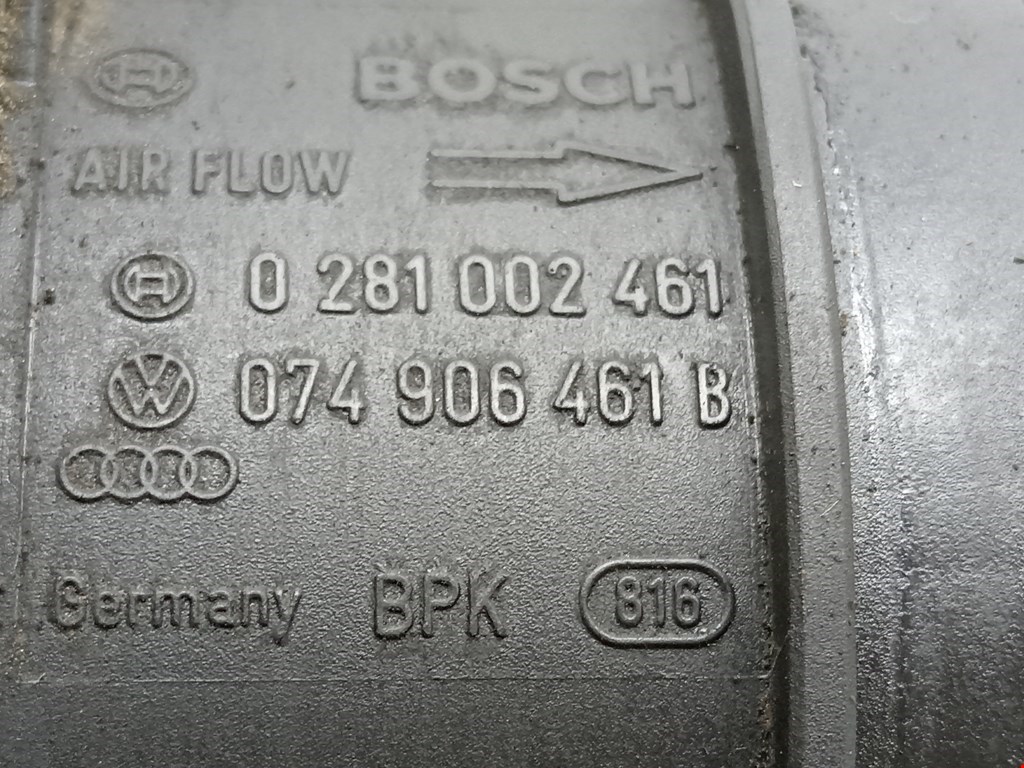 BOSCH
AIR FLOW
0 281 002 461
074 906 461 B
Germany BPK 816